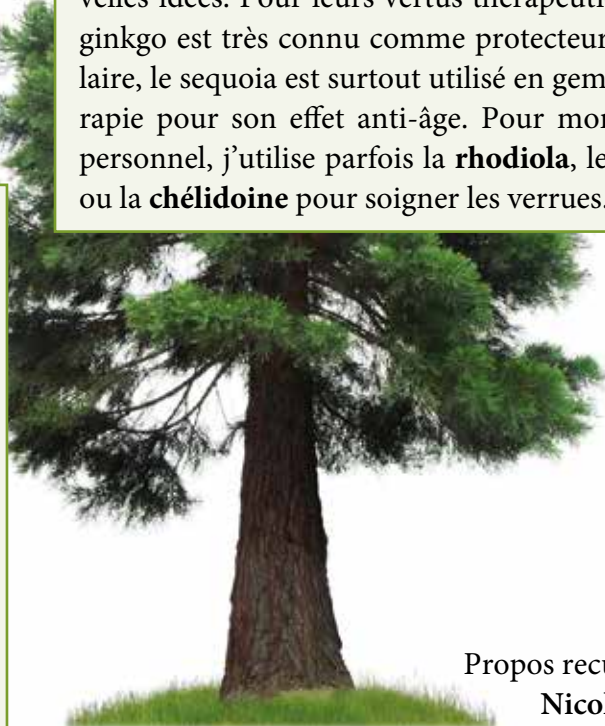 velles idées. Pour leurs vertus thérapeuti
ginkgo est très connu comme protecteur
laire, le sequoia est surtout utilisé en gem
rapie pour son effet anti-âge. Pour mon
personnel, j'utilise parfois la rhodiola, le
ou la chélidoine pour soigner les verrues.
Propos recu
Nicol